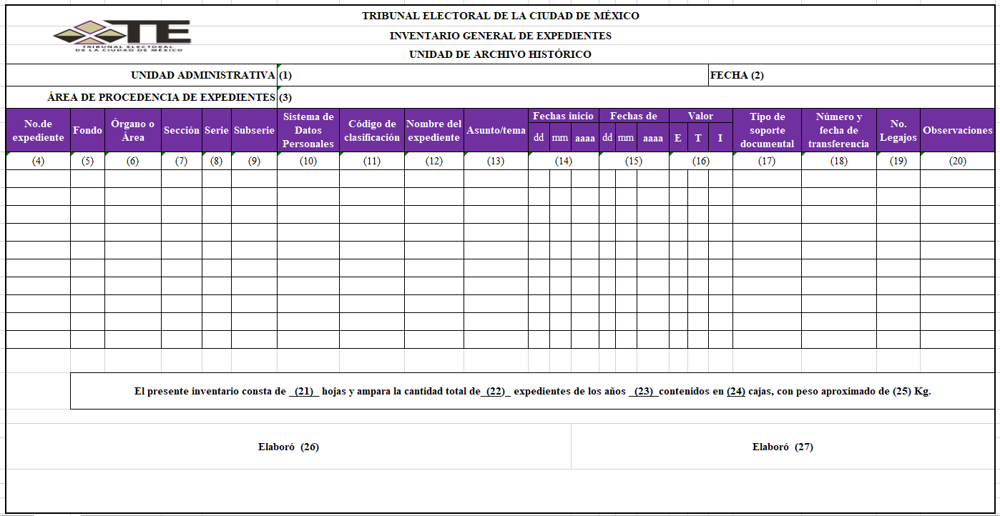 TRIBUNAL ELECTORAL DE LA CIUDAD DE MÉXICO
INVENTARIO GENERAL DE EXPEDIENTES
UNIDAD DE ARCHIVO HISTÓRICO
TE
TRIBUNAL ELECTORAL
DE LA CIUDAD DE MÉXICO
UNIDAD ADMINISTRATIVA (1) FECHA (2)
ÁREA DE PROCEDENCIA DE EXPEDIENTES (3)
No.de expediente Fondo Órgano o Área Sección Serie Subserie Sistema de Datos Personales Código de clasificación Nombre del expediente Asunto/tema Fechas inicio Fechas de Valor Tipo de soporte documental Número y fecha de transferencia No. Legajos Observaciones
dd mm aaaa dd mm aaaa E T I
(4) (5) (6) (7) (8) (9) (10) (11) (12) (13) (14) (15) (16) (17) (18) (19) (20)
El presente inventario consta de _(21)_ hojas y ampara la cantidad total de_(22)_ expedientes de los años _(23)_contenidos en (24) cajas, con peso aproximado de (25) Kg.
Elaboró (26) Elaboró (27)